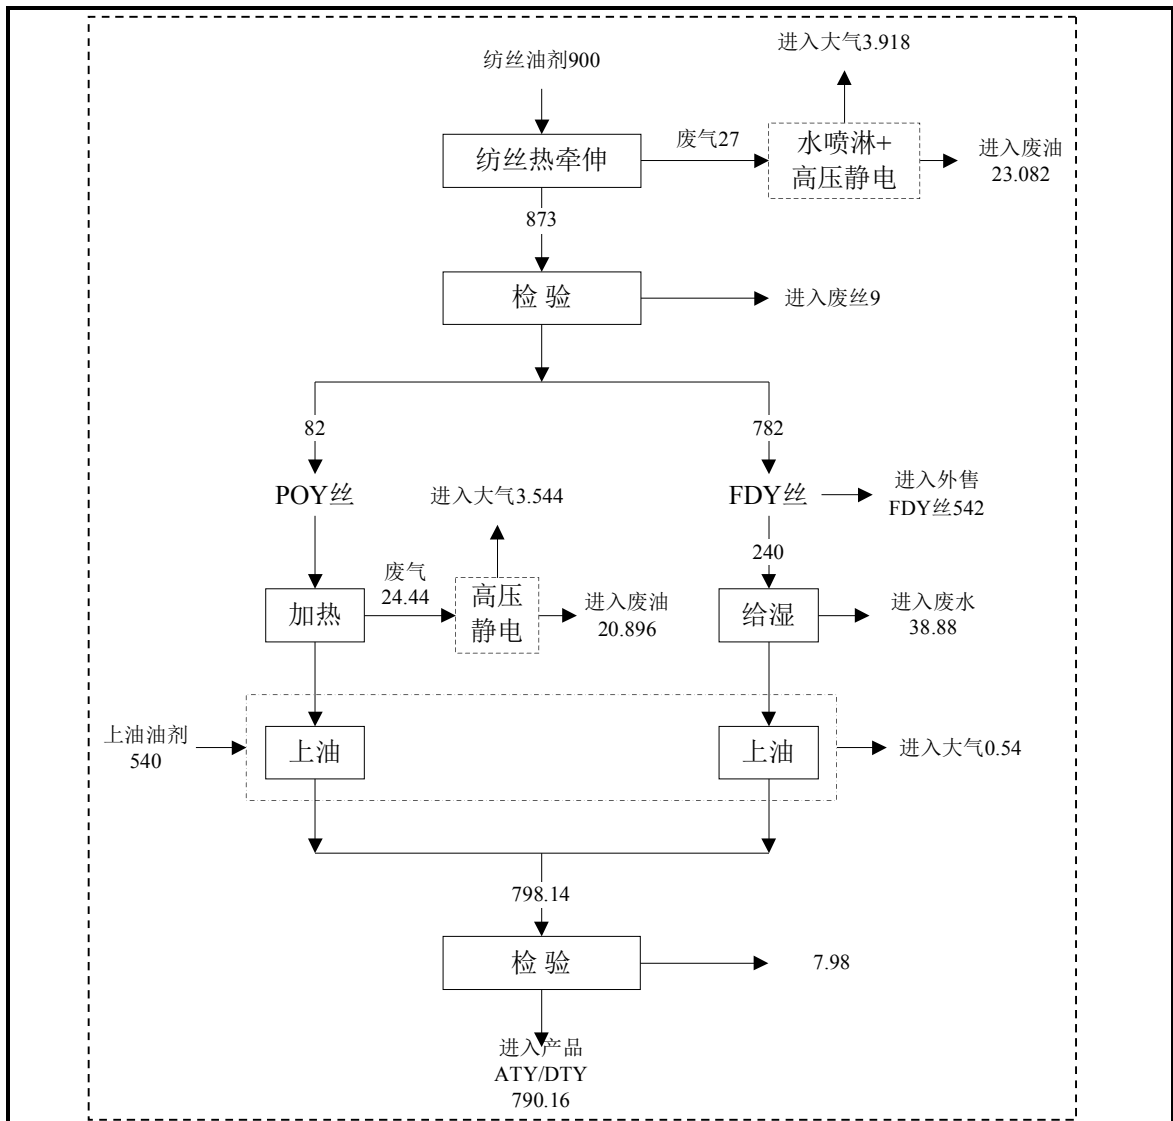 进入大气3.918
纺丝油剂900
废气27
水喷淋+
高压静电
进入废油
23.082
纺丝热牵伸
873
检 验
进入废丝9
82
782
POY丝
进入大气3.544
FDY丝
进入外售
FDY丝542
240
废气
24.44
加热
高压
静电
进入废油
20.896
给湿
进入废水
38.88
上油油剂
540
上油
上油
进入大气0.54
798.14
检 验
7.98
进入产品
ATY/DTY
790.16